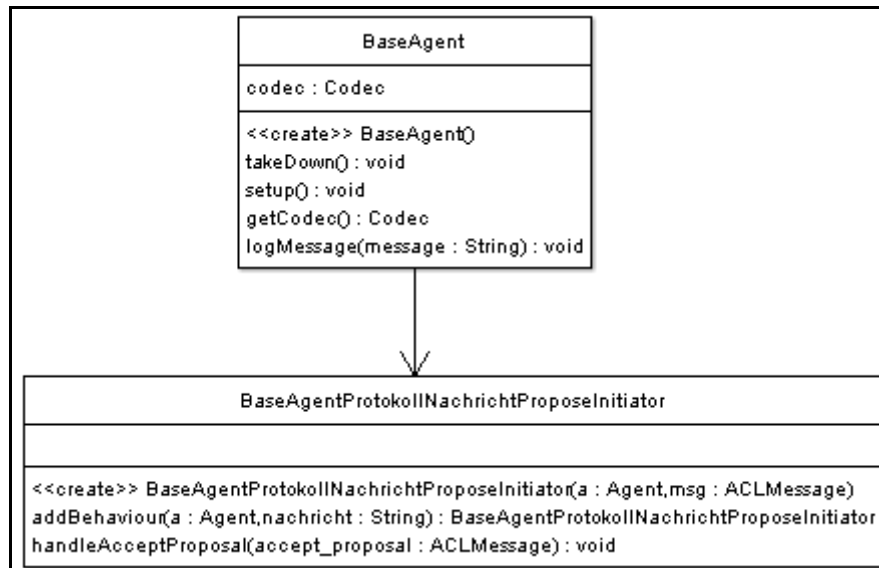 BaseAgent
codec : Codec
<<create>> BaseAgent()
takeDown() : void
setup() : void
getCodec() : Codec
logMessage(message : String) : void
BaseAgentProtokollNachrichtProposeInitiator
<<create>> BaseAgentProtokollNachrichtProposeInitiator(a : Agent,msg : ACLMessage)
addBehaviour(a : Agent,nachricht : String) : BaseAgentProtokollNachrichtProposeInitiator
handleAcceptProposal(accept_proposal : ACLMessage) : void